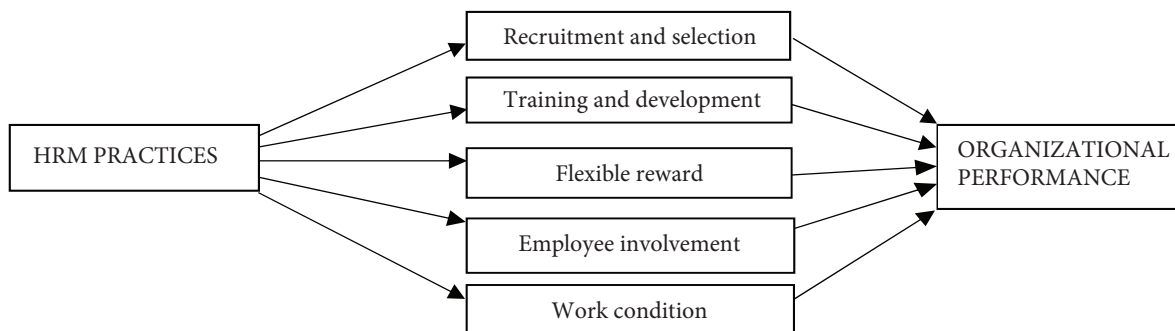 HRM PRACTICES
Recruitment and selection
Training and development
Flexible reward
Employee involvement
Work condition
ORGANIZATIONAL
PERFORMANCE